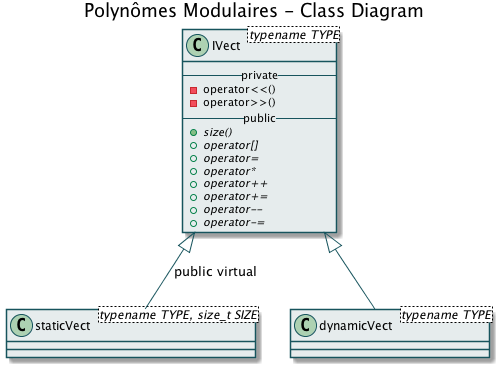 Polynômes Modulaires - Class Diagram
typename TYPE
C IVect
private
operator<<()
operator>>()
public
size()
operator[]
operator=
operator*
operator++
operator+=
operator--
operator-=
public virtual
typename TYPE, size_t SIZE
C staticVect
typename TYPE
C dynamicVect